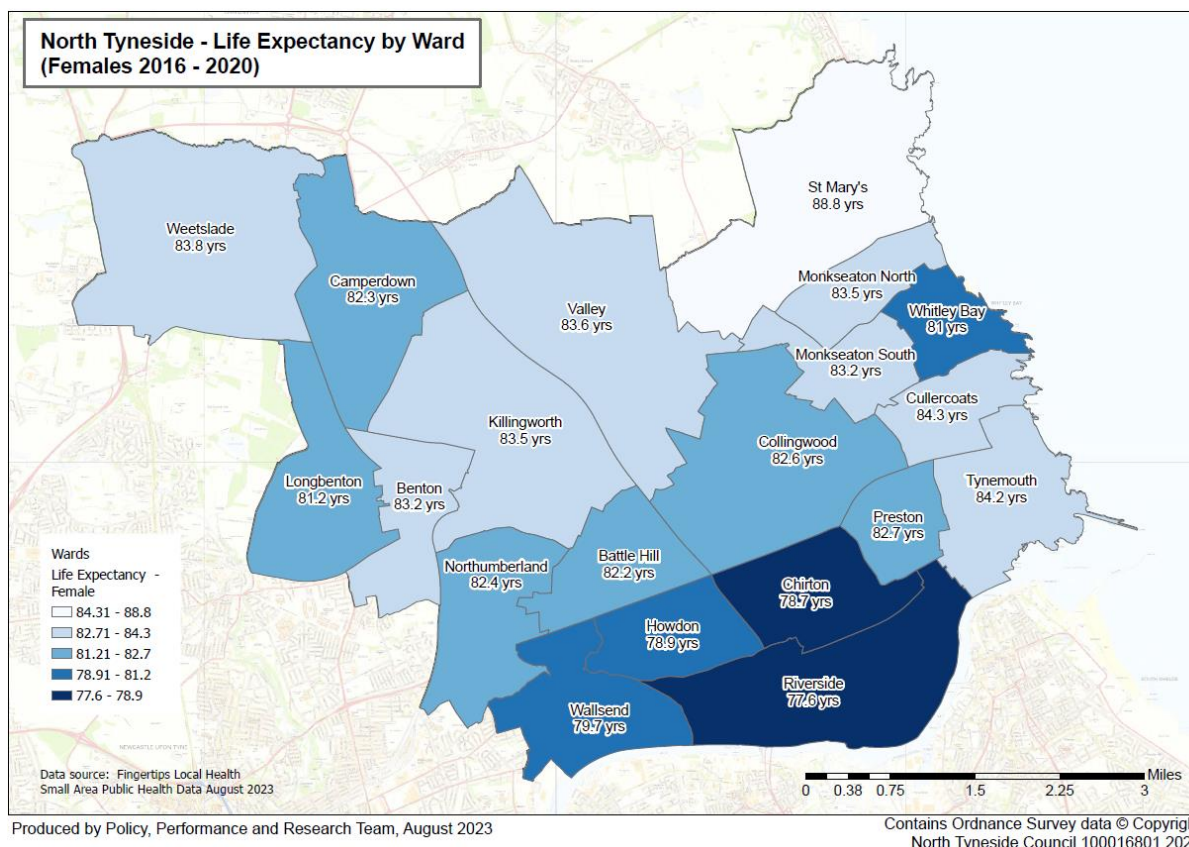 North Tyneside - Life Expectancy by Ward
(Females 2016 - 2020)
St Mary's
88.8 yrs
Weetslade
83.8 yrs
Camperdown
82.3 yrs
Monkseaton North
83.5 yrs
Valley
83.6 yrs
Whitley Bay
81 yrs
Monkseaton South
83.2 yrs
Cullercoats
84.3 yrs
Killingworth
83.5 yrs
Collingwood
82.6 yrs
Longbenton
81.2 yrs
Benton
83.2 yrs
Tynemouth
84.2 yrs
Preston
82.7 yrs
Northumberland
82.4 yrs
Battle Hill
82.2 yrs
Chirton
78.7 yrs
Howdon
78.9 yrs
Riverside
77.6 yrs
Wallsend
79.7 yrs
Wards
Life Expectancy -
Female
84.31 - 88.8
82.71 - 84.3
81.21 - 82.7
78.91 - 81.2
77.6 - 78.9
Data source: Fingertips Local Health
Small Area Public Health Data August 2023
Miles
0 0.38 0.75 1.5 2.25 3
Produced by Policy, Performance and Research Team, August 2023
Contains Ordnance Survey data © Copyrigh
North Tyneside Council 100016801 202